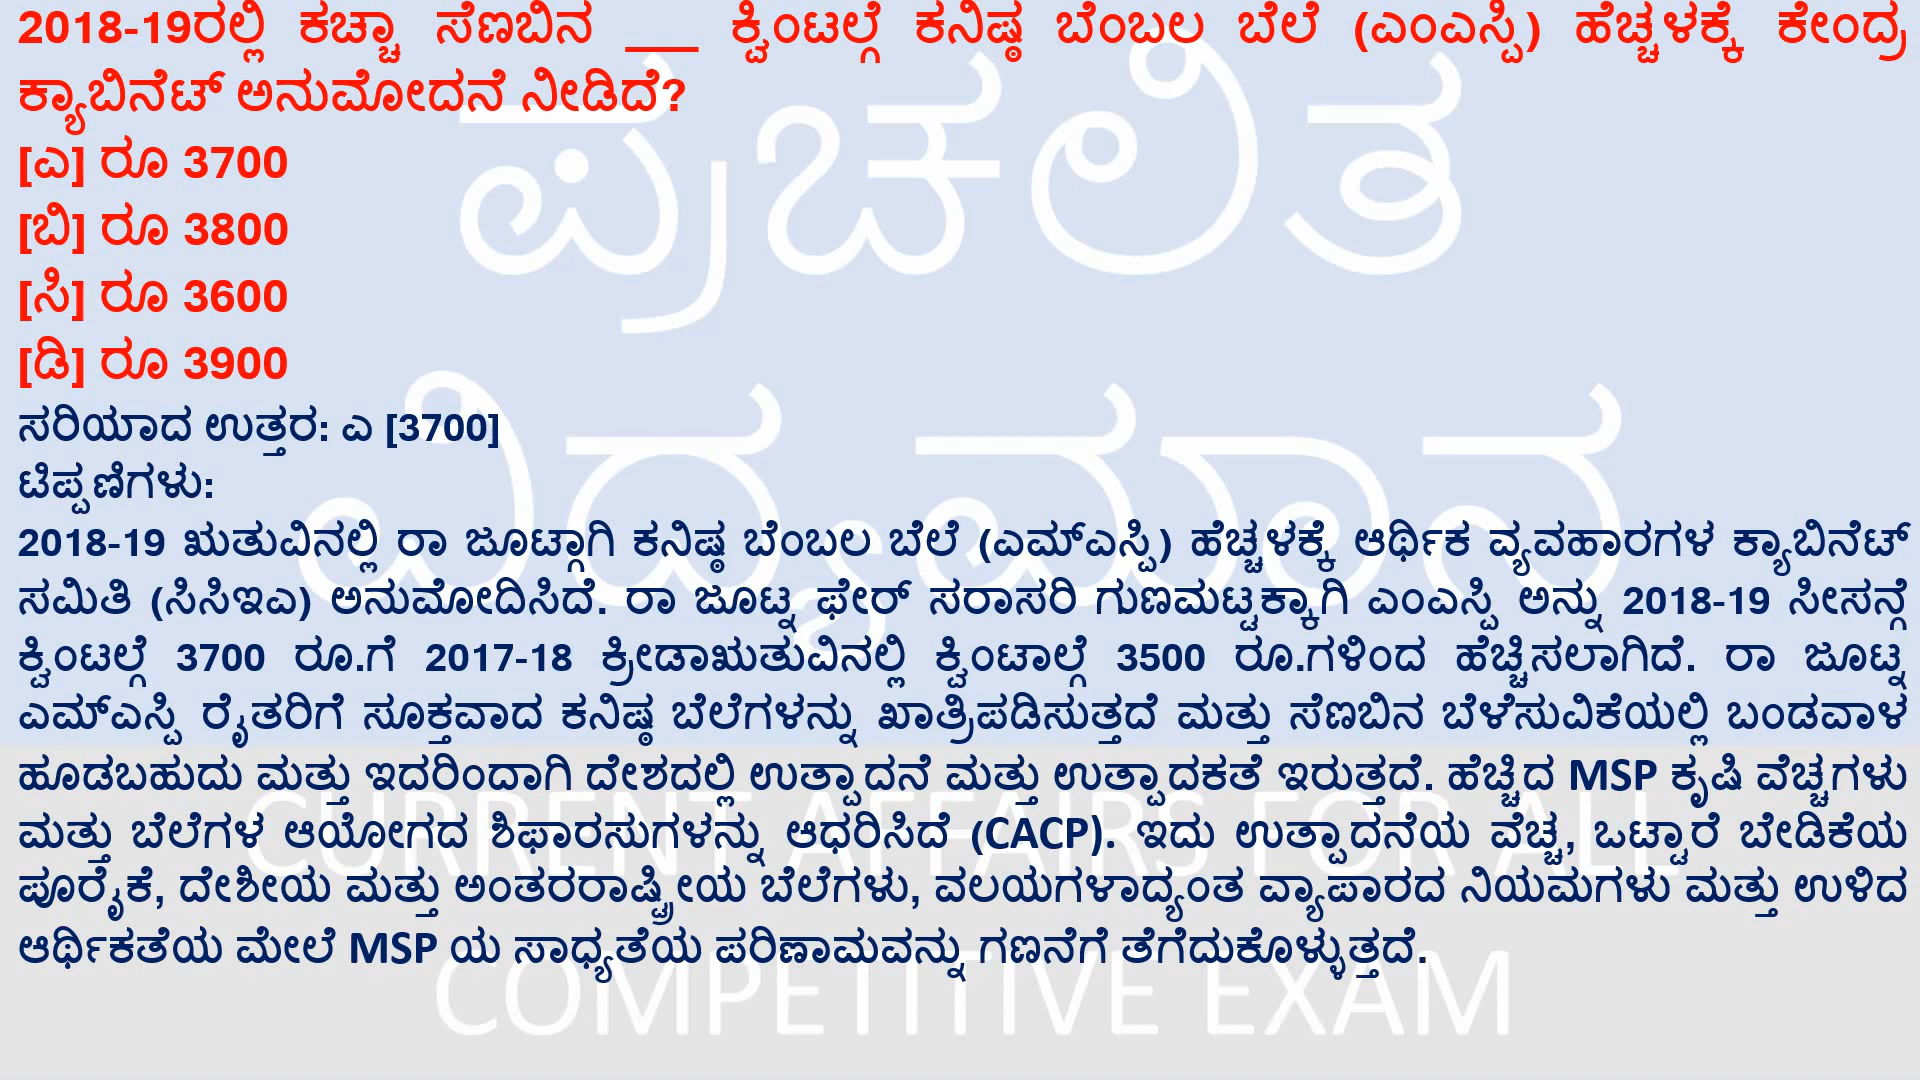 2018-19ರಲ್ಲಿ ಕಚ್ಚಾ ಸೆಣಬಿನ ___ ಕ್ವಿಂಟಲ್ಗೆ ಕನಿಷ್ಠ ಬೆಂಬಲ ಬೆಲೆ (ಎಂಎಸ್ಪಿ) ಹೆಚ್ಚಳಕ್ಕೆ ಕೇಂದ್ರ
ಕ್ಯಾಬಿನೆಟ್ ಅನುಮೋದನೆ ನೀಡಿದೆ?
[ಎ] ರೂ 3700
[ಬಿ] ರೂ 3800
[ಸಿ] ರೂ 3600
[ಡಿ] ರೂ 3900
ಸರಿಯಾದ ಉತ್ತರ: ಎ [3700]
ಟಿಪ್ಪಣಿಗಳು:
2018-19 ಋತುವಿನಲ್ಲಿ ರಾ ಜೂಟ್ಗಾಗಿ ಕನಿಷ್ಠ ಬೆಂಬಲ ಬೆಲೆ (ಎಮ್ಎಸ್ಪಿ) ಹೆಚ್ಚಳಕ್ಕೆ ಆರ್ಥಿಕ ವ್ಯವಹಾರಗಳ ಕ್ಯಾಬಿನೆಟ್
ಸಮಿತಿ (ಸಿಸಿಇಎ) ಅನುಮೋದಿಸಿದೆ. ರಾ ಜೂಟ್ನ ಫೇರ್ ಸರಾಸರಿ ಗುಣಮಟ್ಟಕ್ಕಾಗಿ ಎಂಎಸ್ಪಿ ಅನ್ನು 2018-19 ಸೀಸನ್ಗೆ
ಕ್ವಿಂಟಲ್ಗೆ 3700 ರೂ.ಗೆ 2017-18 ಕ್ರೀಡಾಋತುವಿನಲ್ಲಿ ಕ್ವಿಂಟಾಲ್ಗೆ 3500 ರೂ.ಗಳಿಂದ ಹೆಚ್ಚಿಸಲಾಗಿದೆ. ರಾ ಜೂಟ್ನ
ಎಮ್ಎಸ್ಪಿ ರೈತರಿಗೆ ಸೂಕ್ತವಾದ ಕನಿಷ್ಠ ಬೆಲೆಗಳನ್ನು ಖಾತ್ರಿಪಡಿಸುತ್ತದೆ ಮತ್ತು ಸೆಣಬಿನ ಬೆಳೆಸುವಿಕೆಯಲ್ಲಿ ಬಂಡವಾಳ
ಹೂಡಬಹುದು ಮತ್ತು ಇದರಿಂದಾಗಿ ದೇಶದಲ್ಲಿ ಉತ್ಪಾದನೆ ಮತ್ತು ಉತ್ಪಾದಕತೆ ಇರುತ್ತದೆ. ಹೆಚ್ಚಿದ MSP ಕೃಷಿ ವೆಚ್ಚಗಳು
ಮತ್ತು ಬೆಲೆಗಳ ಆಯೋಗದ ಶಿಫಾರಸುಗಳನ್ನು ಆಧರಿಸಿದೆ (CACP). ಇದು ಉತ್ಪಾದನೆಯ ವೆಚ್ಚ, ಒಟ್ಟಾರೆ ಬೇಡಿಕೆಯ
ಪೂರೈಕೆ, ದೇಶೀಯ ಮತ್ತು ಅಂತರರಾಷ್ಟ್ರೀಯ ಬೆಲೆಗಳು, ವಲಯಗಳಾದ್ಯಂತ ವ್ಯಾಪಾರದ ನಿಯಮಗಳು ಮತ್ತು ಉಳಿದ
ಆರ್ಥಿಕತೆಯ ಮೇಲೆ MSP ಯ ಸಾಧ್ಯತೆಯ ಪರಿಣಾಮವನ್ನು ಗಣನೆಗೆ ತೆಗೆದುಕೊಳ್ಳುತ್ತದೆ.
ಪ್ರಚಲಿತ
ವಿದ್ಯಮಾನ
CURRENT AFFAIRS FOR ALL
COMPETITIVE EXAM